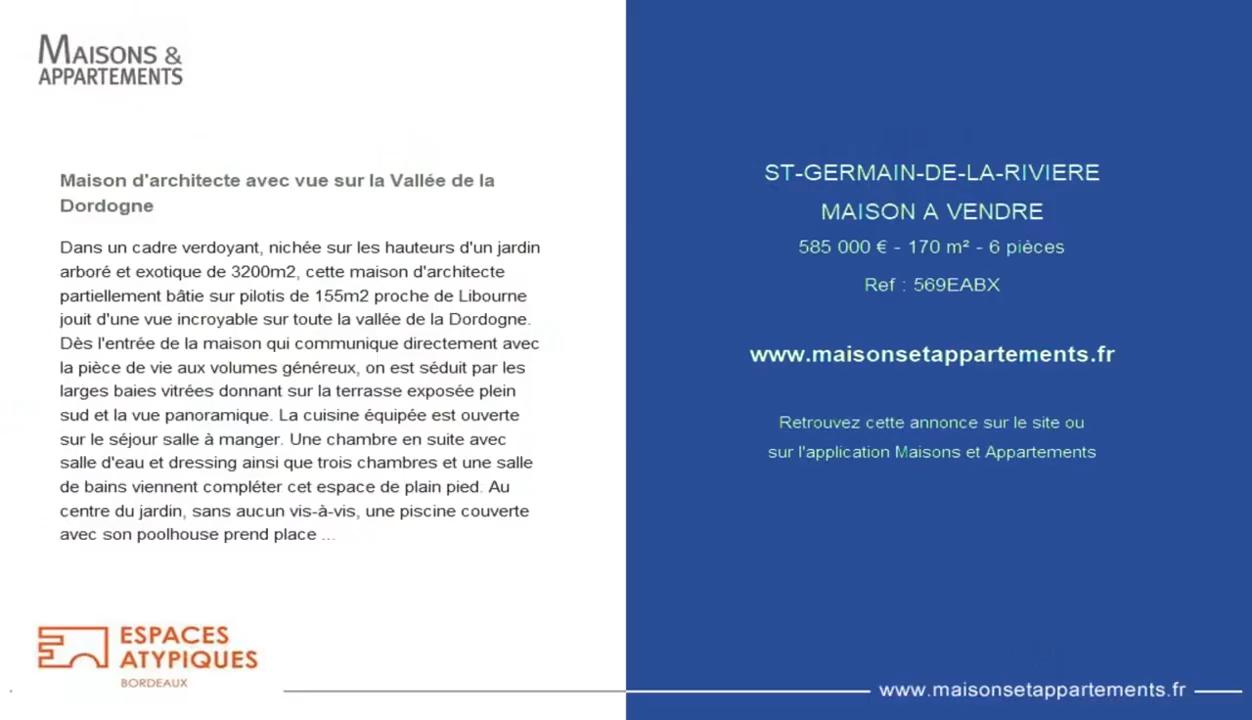 MAISONS &
APPARTEMENTS
Maison d'architecte avec vue sur la Vallée de la
Dordogne
Dans un cadre verdoyant, nichée sur les hauteurs d'un jardin
arboré et exotique de 3200m2, cette maison d'architecte
partiellement bâtie sur pilotis de 155m2 proche de Libourne
jouit d'une vue incroyable sur toute la vallée de la Dordogne.
Dès l'entrée de la maison qui communique directement avec
la pièce de vie aux volumes généreux, on est séduit par les
larges baies vitrées donnant sur la terrasse exposée plein
sud et la vue panoramique. La cuisine équipée est ouverte
sur le séjour salle à manger. Une chambre en suite avec
salle d'eau et dressing ainsi que trois chambres et une salle
de bains viennent compléter cet espace de plain pied. Au
centre du jardin, sans aucun vis-à-vis, une piscine couverte
avec son poolhouse prend place ...
ESPACES
ATYPIQUES
BORDEAUX
ST-GERMAIN-DE-LA-RIVIERE
MAISON A VENDRE
585 000 € - 170 m² - 6 pièces
Ref : 569EABX
www.maisonsetappartements.fr
Retrouvez cette annonce sur le site ou
sur l'application Maisons et Appartements
www.maisonsetappartements.fr